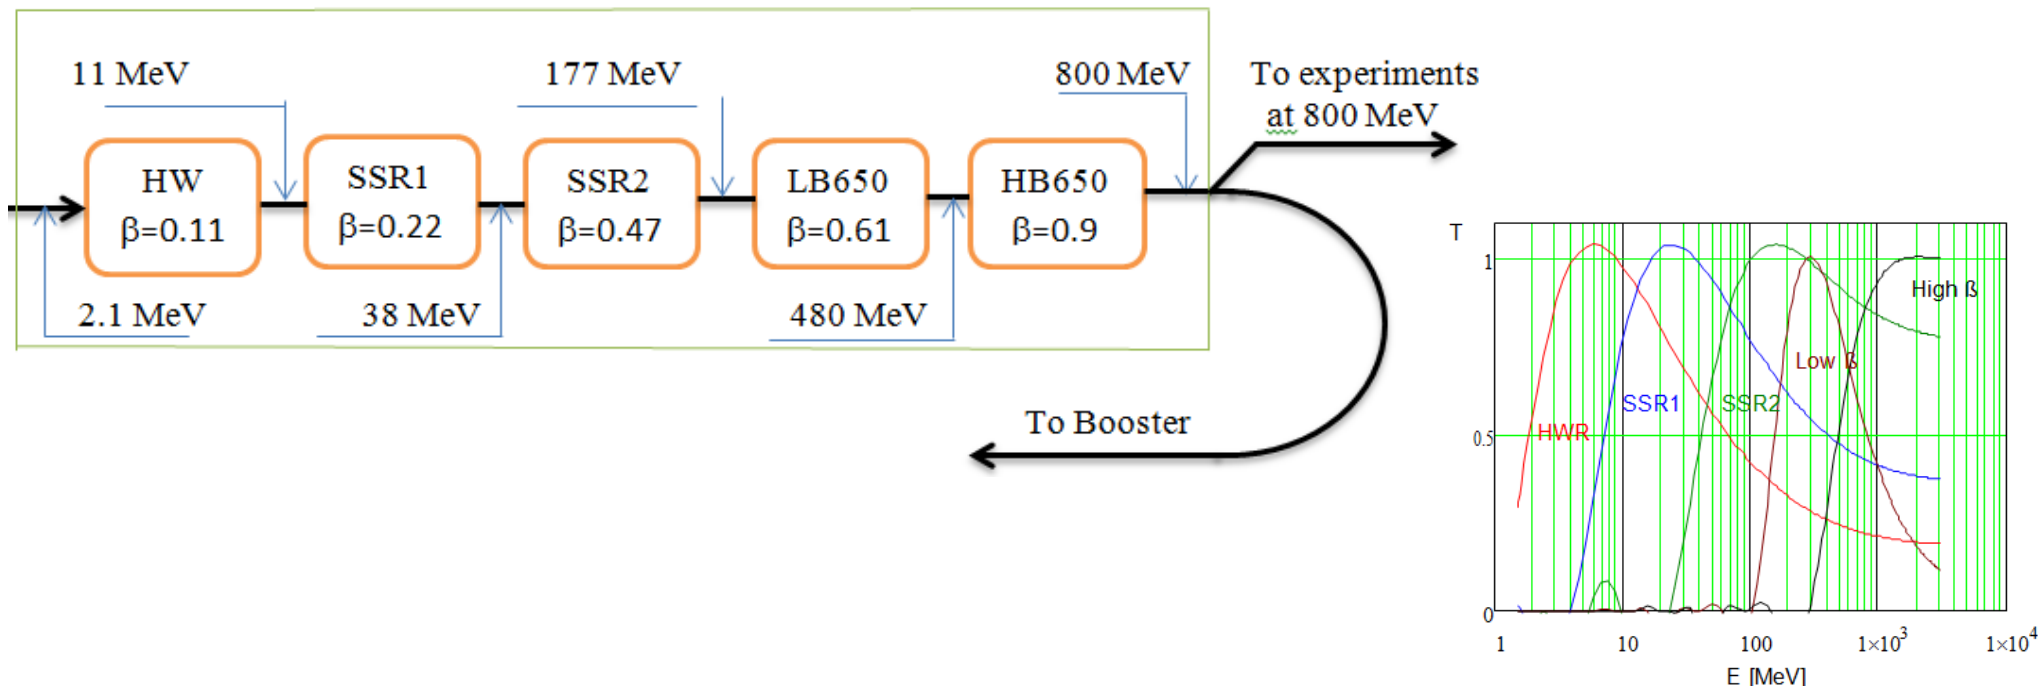 11 MeV
177 MeV
800 MeV
To experiments
at 800 MeV
HW
β=0.11
SSR1
β=0.22
SSR2
β=0.47
LB650
β=0.61
HB650
β=0.9
2.1 MeV
38 MeV
480 MeV
To Booster
T
1
0.5
0
HWR
SSR1
SSR2
Low ß
High ß
1
10
100
1×10³
1×10⁴
E [MeV]